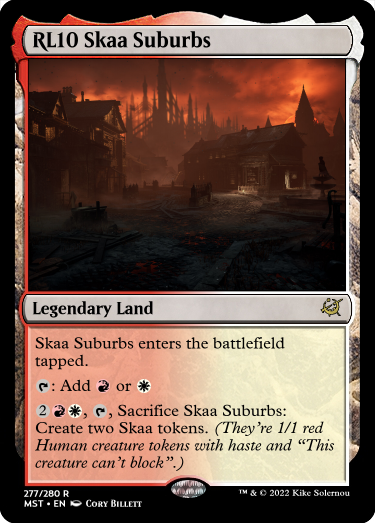 RL10 Skaa Suburbs
Legendary Land
Skaa Suburbs enters the battlefield
tapped.
: Add or
2 , , Sacrifice Skaa Suburbs:
Create two Skaa tokens. (They're 1/1 red
Human creature tokens with haste and “This
creature can't block”.)
277/280 R
MST • EN Cory Billett
™ & © 2022 Kike Solernou